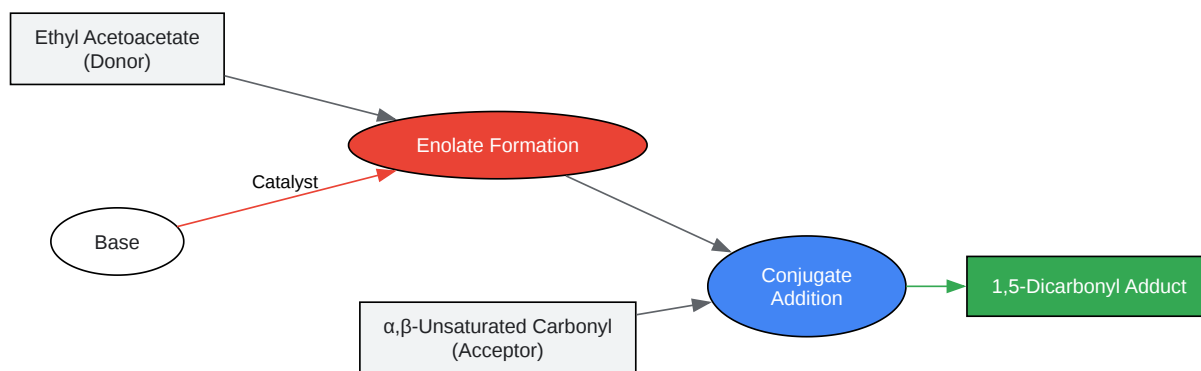 Ethyl Acetoacetate
(Donor)
Enolate Formation
Catalyst
Base
Conjugate
Addition
1,5-Dicarbonyl Adduct
α,β-Unsaturated Carbonyl
(Acceptor)